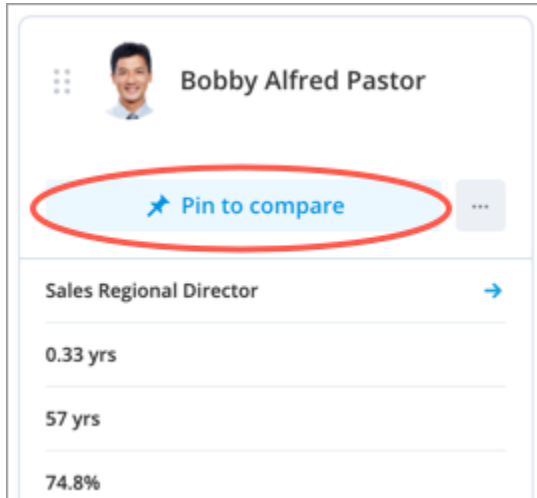 Bobby Alfred Pastor
Pin to compare
Sales Regional Director
0.33 yrs
57 yrs
74.8%